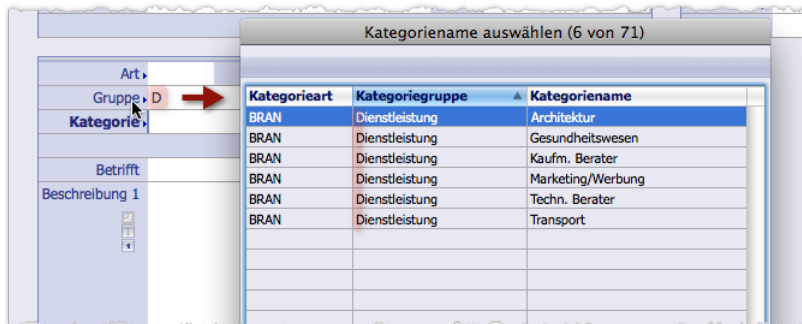 Kategoriename auswählen (6 von 71)
Art
Gruppe D
Kategorie
Betrifft
Beschreibung 1
Kategorieart Kategoriegruppe Kategoriename
BRAN Dienstleistung Architektur
BRAN Dienstleistung Gesundheitswesen
BRAN Dienstleistung Kaufm. Berater
BRAN Dienstleistung Marketing/Werbung
BRAN Dienstleistung Techn. Berater
BRAN Dienstleistung Transport